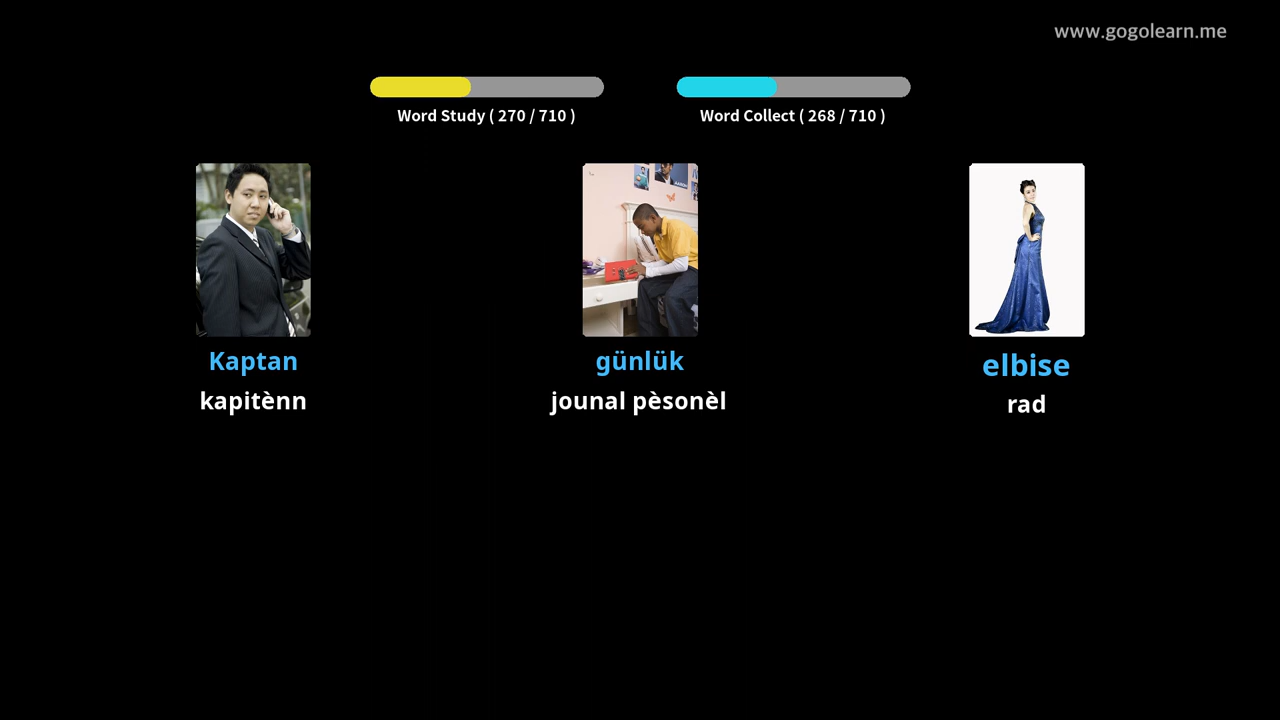 www.gogolearn.me
Word Study ( 270 / 710 )
Word Collect ( 268 / 710 )
Kaptan
kapitènn
günlük
jounal pèsonèl
elbise
rad